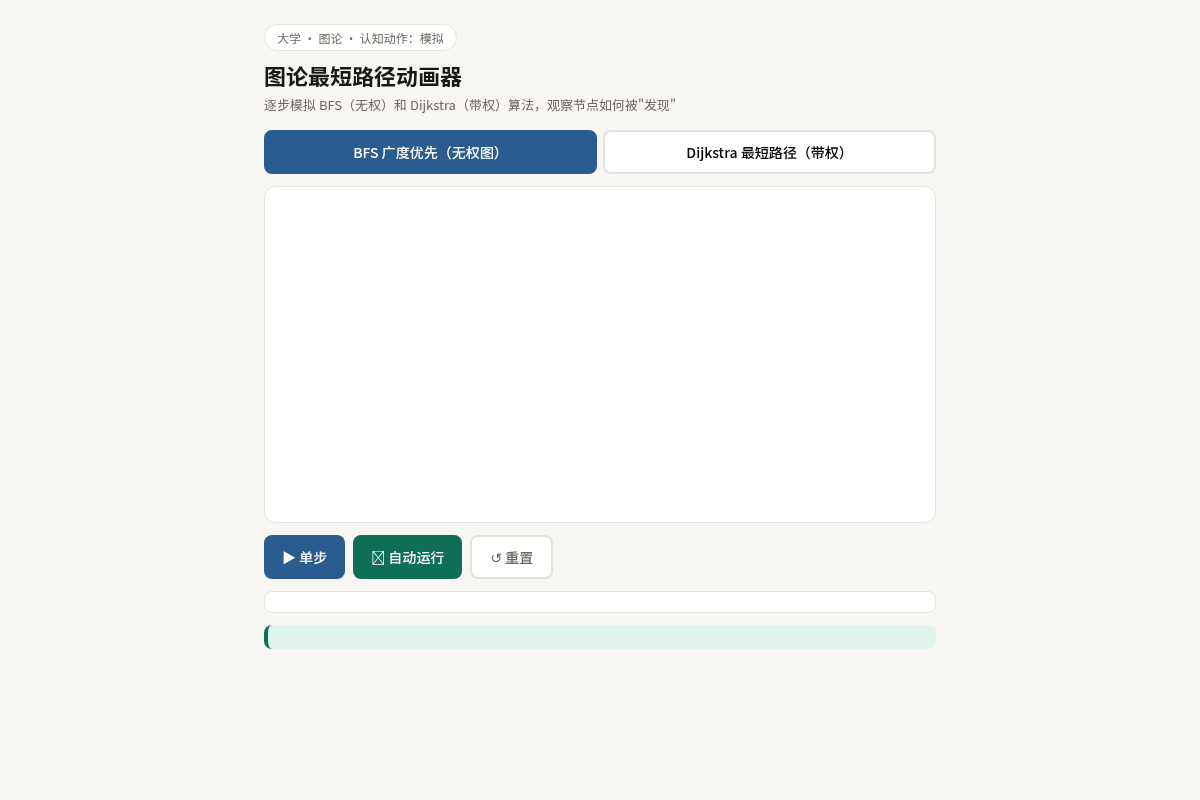 大学 · 图论 · 认知动作：模拟
图论最短路径动画器
逐步模拟 BFS（无权）和 Dijkstra（带权）算法，观察节点如何被"发现"
BFS 广度优先（无权图）
Dijkstra 最短路径（带权）
▶ 单步
自动运行
↺ 重置